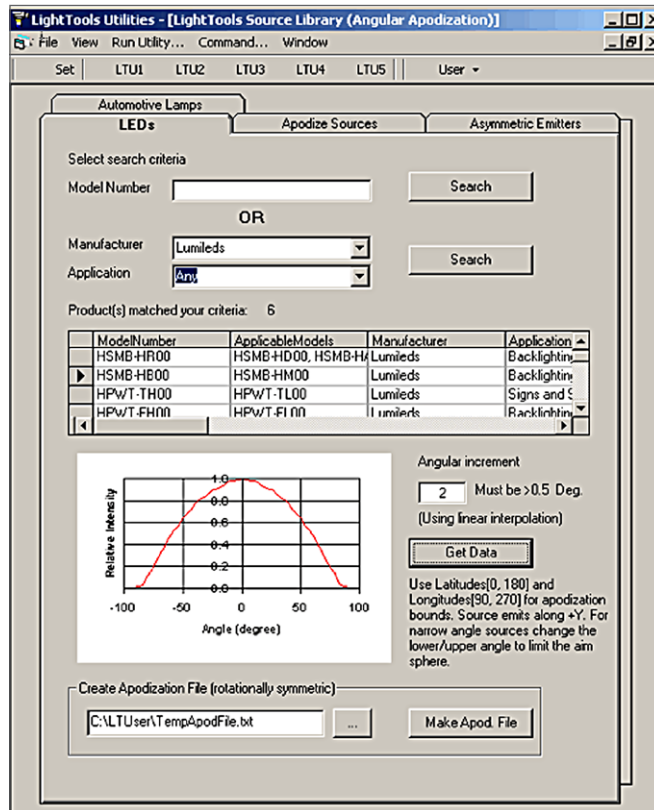 LightTools Utilities - [LightTools Source Library (Angular Apodization)]
File View Run Utility... Command... Window
Set LTU1 LTU2 LTU3 LTU4 LTU5 User
Automotive Lamps
LEDs Apodize Sources Asymmetric Emitters
Select search criteria
Model Number Search
OR
Manufacturer Lumileds
Search
Application Any
Product(s) matched your criteria: 6
ModelNumber ApplicableModels Manufacturer Application
HSMB-HR00 HSMB-HD00, HSMB-HA Lumileds Backlighting
HSMB-HB00 HSMB-HM00 Lumileds Backlighting
HPWT-TH00 HPWT-TL00 Lumileds Signs and S
HPWT-FH00 HPWT-FL00 Lumileds Backlighting
Angular increment
2 Must be >0.5 Deg.
(Using linear interpolation)
Get Data
Relative Intensity
1.0
0.8
0.6
0.4
0.2
0.0
-100 -50 0 50 100
Angle (degree)
Use Latitudes[0, 180] and
Longitudes[90, 270] for apodization
bounds. Source emits along +Y. For
narrow angle sources change the
lower/upper angle to limit the aim
sphere.
Create Apodization File (rotationally symmetric)
C:\LTUser\TempApodFile.txt ... Make Apod. File